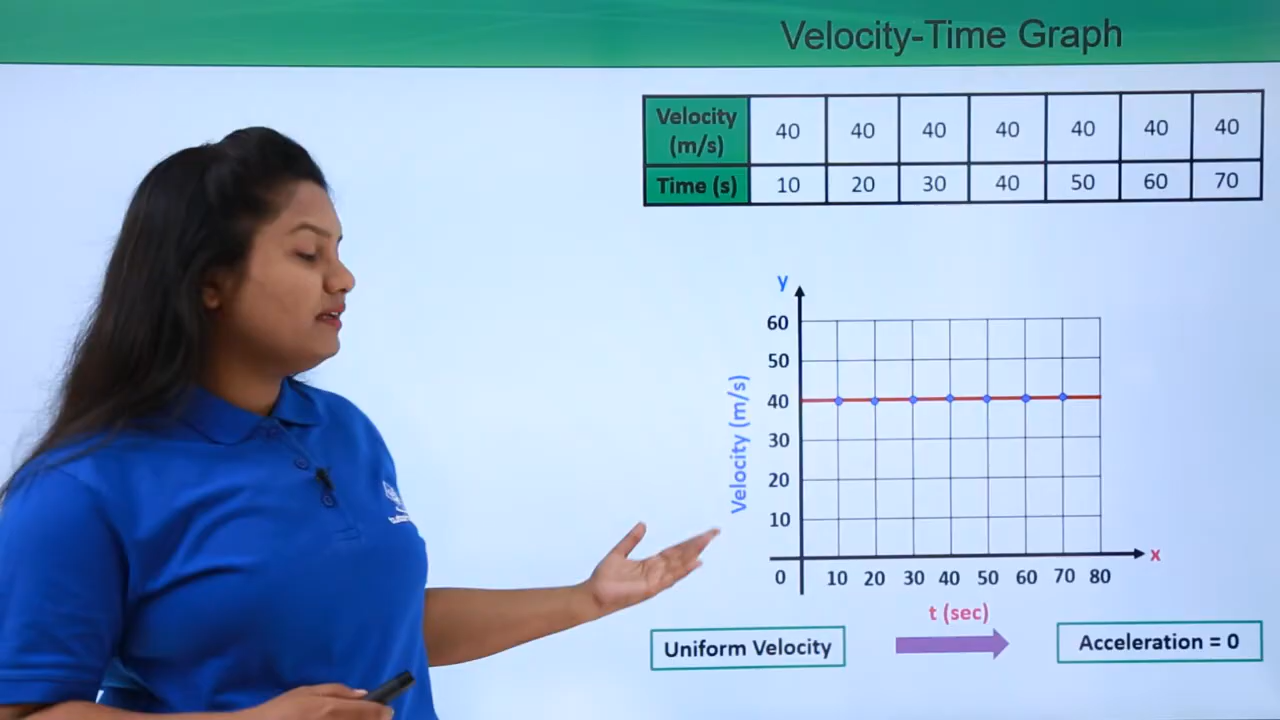 Velocity-Time Graph
Velocity (m/s) 40 40 40 40 40 40 40
Time (s) 10 20 30 40 50 60 70
y
60
50
40
30
20
10
Velocity (m/s)
0 10 20 30 40 50 60 70 80
x
t (sec)
Uniform Velocity
Acceleration = 0